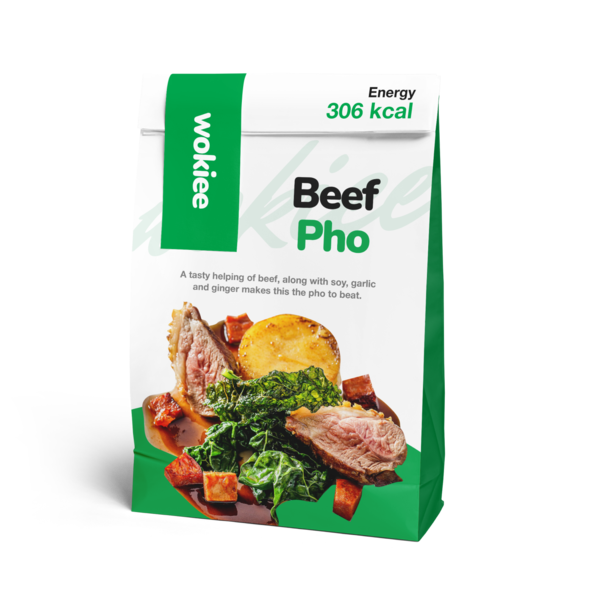 wokiee
Energy
306 kcal
wokiee
Beef
Pho
A tasty helping of beef, along with soy, garlic
and ginger makes this the pho to beat.